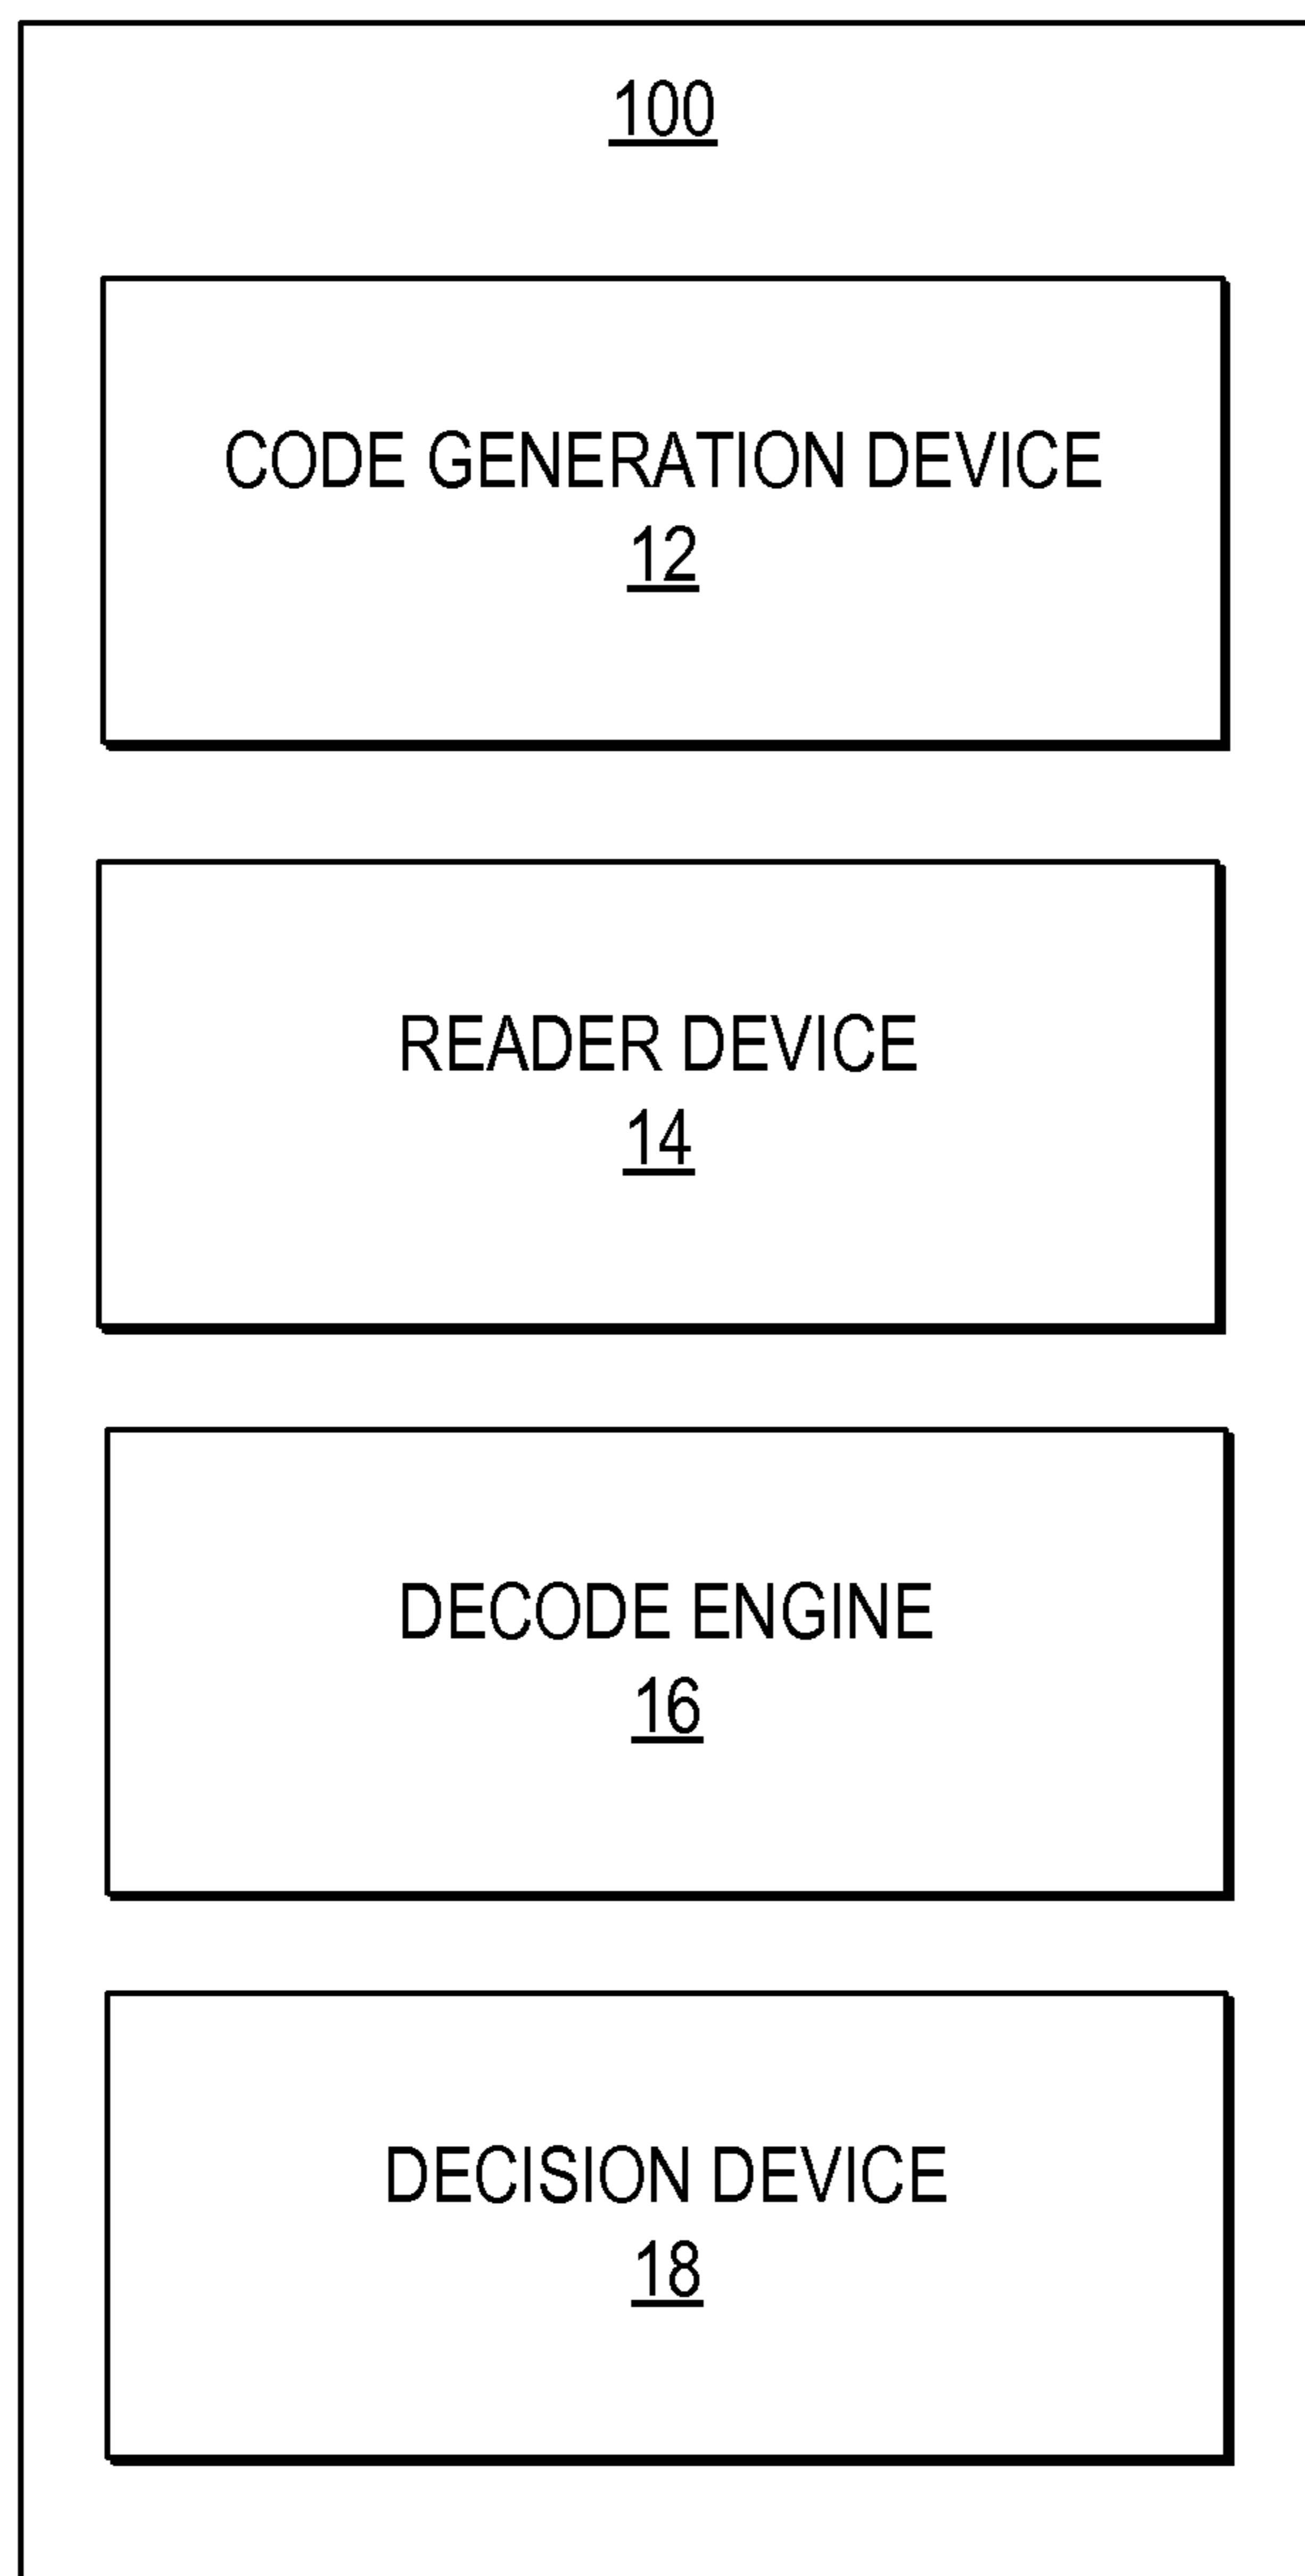 100
CODE GENERATION DEVICE
12
READER DEVICE
14
DECODE ENGINE
16
DECISION DEVICE
18